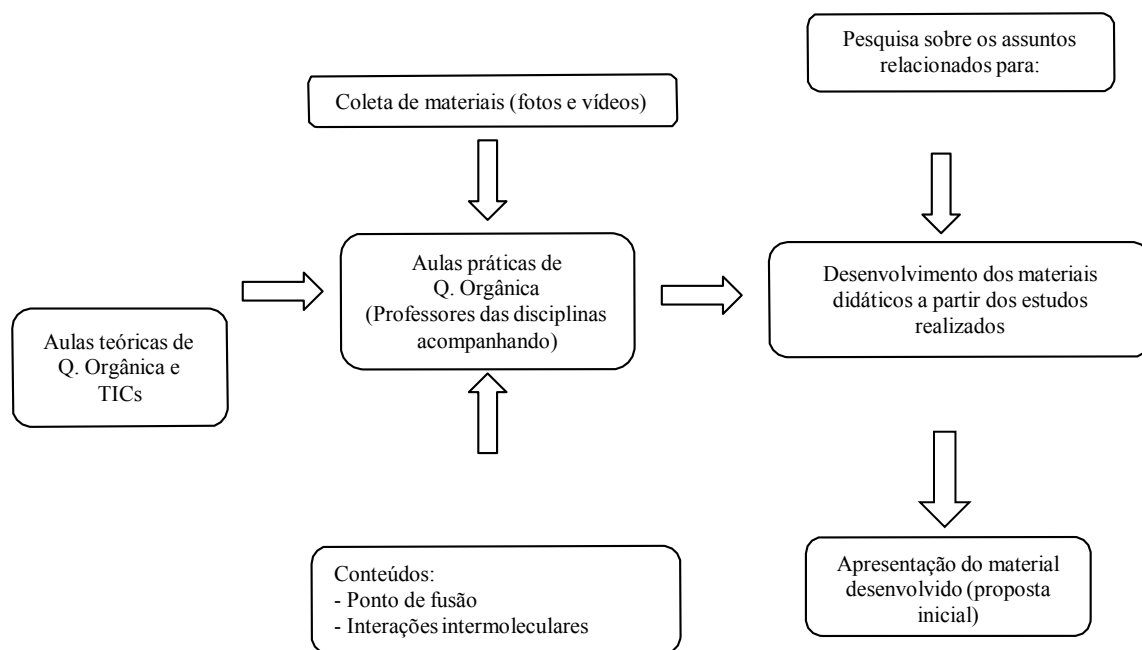 Pesquisa sobre os assuntos
relacionados para:
Coleta de materiais (fotos e vídeos)
Aulas práticas de
Q. Orgânica
(Professores das disciplinas
acompanhando)
Desenvolvimento dos materiais
didáticos a partir dos estudos
realizados
Aulas teóricas de
Q. Orgânica e
TICs
Conteúdos:
- Ponto de fusão
- Interações intermoleculares
Apresentação do material
desenvolvido (proposta
inicial)